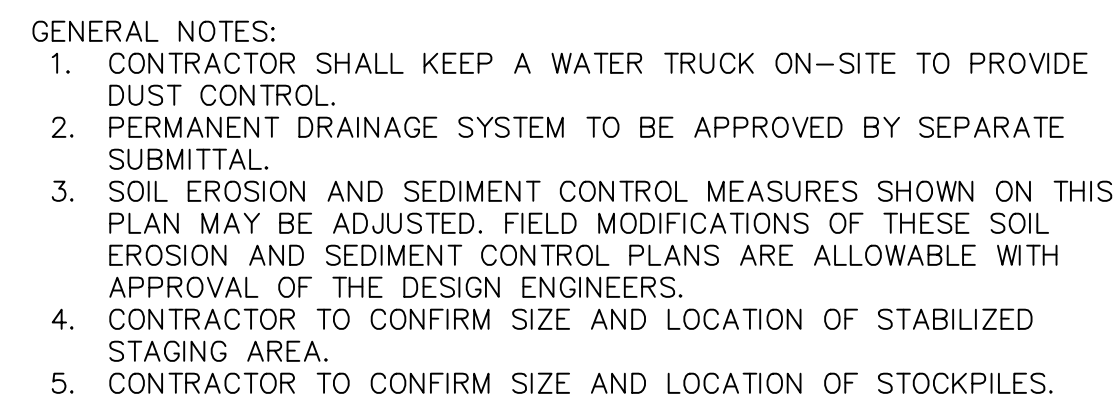 GENERAL NOTES:
1. CONTRACTOR SHALL KEEP A WATER TRUCK ON-SITE TO PROVIDE
DUST CONTROL.
2. PERMANENT DRAINAGE SYSTEM TO BE APPROVED BY SEPARATE
SUBMITTAL.
3. SOIL EROSION AND SEDIMENT CONTROL MEASURES SHOWN ON THIS
PLAN MAY BE ADJUSTED. FIELD MODIFICATIONS OF THESE SOIL
EROSION AND SEDIMENT CONTROL PLANS ARE ALLOWABLE WITH
APPROVAL OF THE DESIGN ENGINEERS.
4. CONTRACTOR TO CONFIRM SIZE AND LOCATION OF STABILIZED
STAGING AREA.
5. CONTRACTOR TO CONFIRM SIZE AND LOCATION OF STOCKPILES.